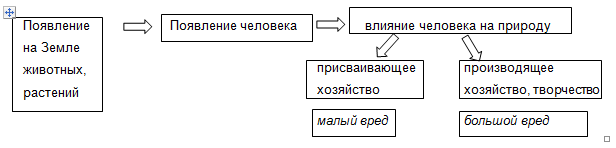 Появление
на Земле
животных,
растений
Появление человека
влияние человека на природу
присваивающее
хозяйство
производящее
хозяйство, творчество
малый вред
большой вред